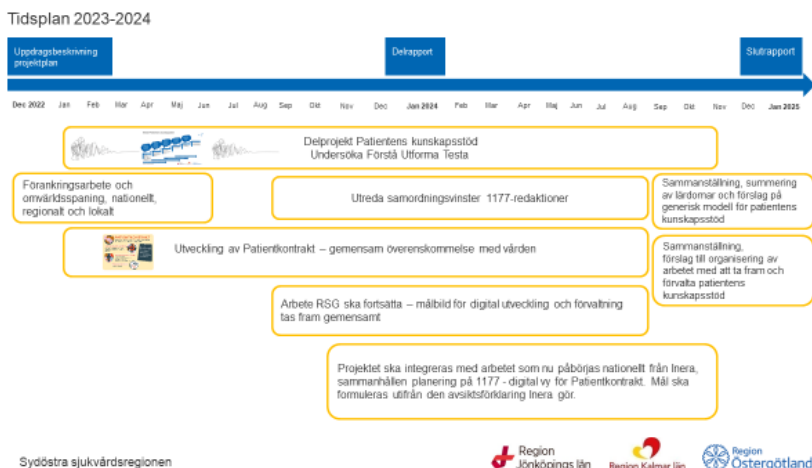 Tidsplan 2023-2024
Uppdragsbeskrivning
projektplan
Delrapport
Slutrapport
Dec 2022 Jan Feb Mar Apr Maj Jun Jul Aug Sep Okt Nov Dec Jan 2024 Feb Mar Apr Maj Jun Jul Aug Sep Okt Nov Dec Jan 2025
Delprojekt Patientens kunskapsstöd
Undersöka Förstå Utforma Testa
Förankringsarbete och
omvärldsspaning, nationellt,
regionalt och lokalt
Utreda samordningsvinster 1177-redaktioner
Sammanställning, summering
av lärdomar och förslag på
generisk modell för patientens
kunskapsstöd
Utveckling av Patientkontrakt – gemensam överenskommelse med vården
Sammanställning,
förslag till organisering av
arbetet med att ta fram och
förvalta patientens
kunskapsstöd
Arbete RSG ska fortsätta – målbild för digital utveckling och förvaltning
tas fram gemensamt
Projektet ska integreras med arbetet som nu påbörjas nationellt från Inera,
sammanhållen planering på 1177 - digital vy för Patientkontrakt. Mål ska
formuleras utifrån den avsiktsförklaring Inera gör.
Sydöstra sjukvårdsregionen
Region
Jönköpings län
Region Kalmar län
Region
Östergötland